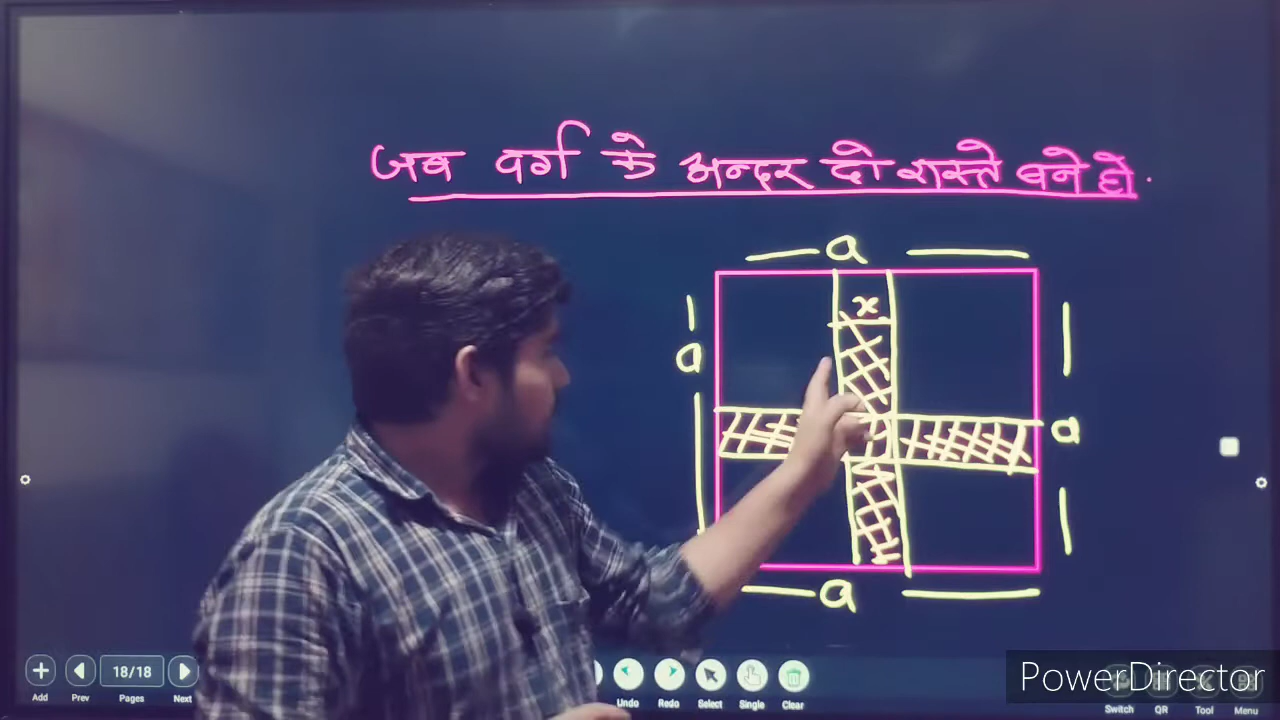 जब वर्ग के अन्दर दो रास्ते बने हो.
a
x
a
a
a
18/18
Add Prev Pages Next Undo Redo Select Single Clear
PowerDirector
Switch QR Tool Menu